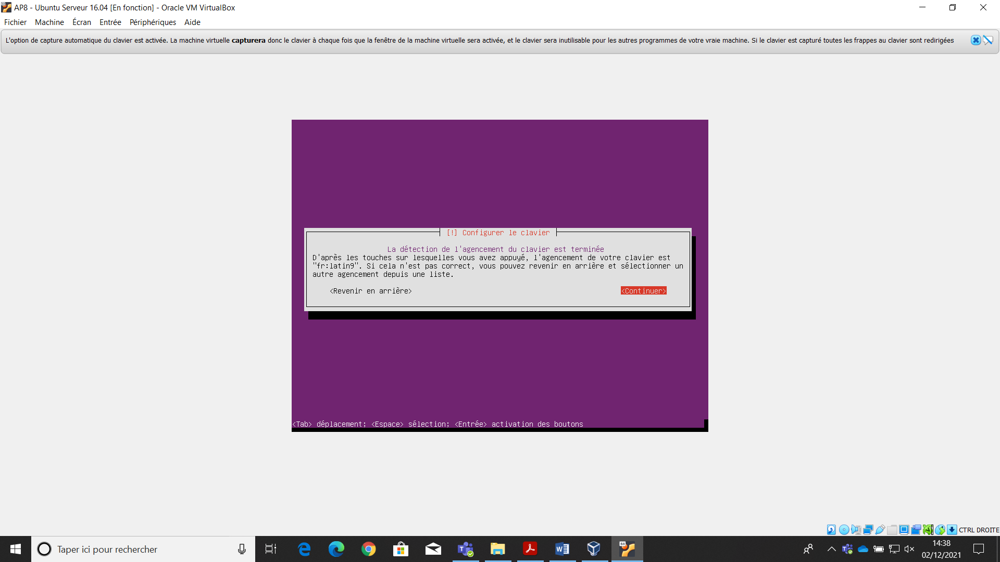 AP8 - Ubuntu Serveur 16.04 [En fonction] - Oracle VM VirtualBox
Fichier Machine Écran Entrée Périphériques Aide
L'option de capture automatique du clavier est activée. La machine virtuelle capturera donc le clavier à chaque fois que la fenêtre de la machine virtuelle sera activée, et le clavier sera inutilisable pour les autres programmes de votre vraie machine. Si le clavier est capturé toutes les frappes au clavier sont redirigées
[!] Configurer le clavier
La détection de l'agencement du clavier est terminée
D'après les touches sur lesquelles vous avez appuyé, l'agencement de votre clavier est
"fr:latin9". Si cela n'est pas correct, vous pouvez revenir en arrière et sélectionner un
autre agencement depuis une liste.
<Revenir en arrière> <Continuer>
<Tab> déplacement; <Espace> sélection; <Entrée> activation des boutons
CTRL DROITE
Taper ici pour rechercher
14:38
02/12/2021